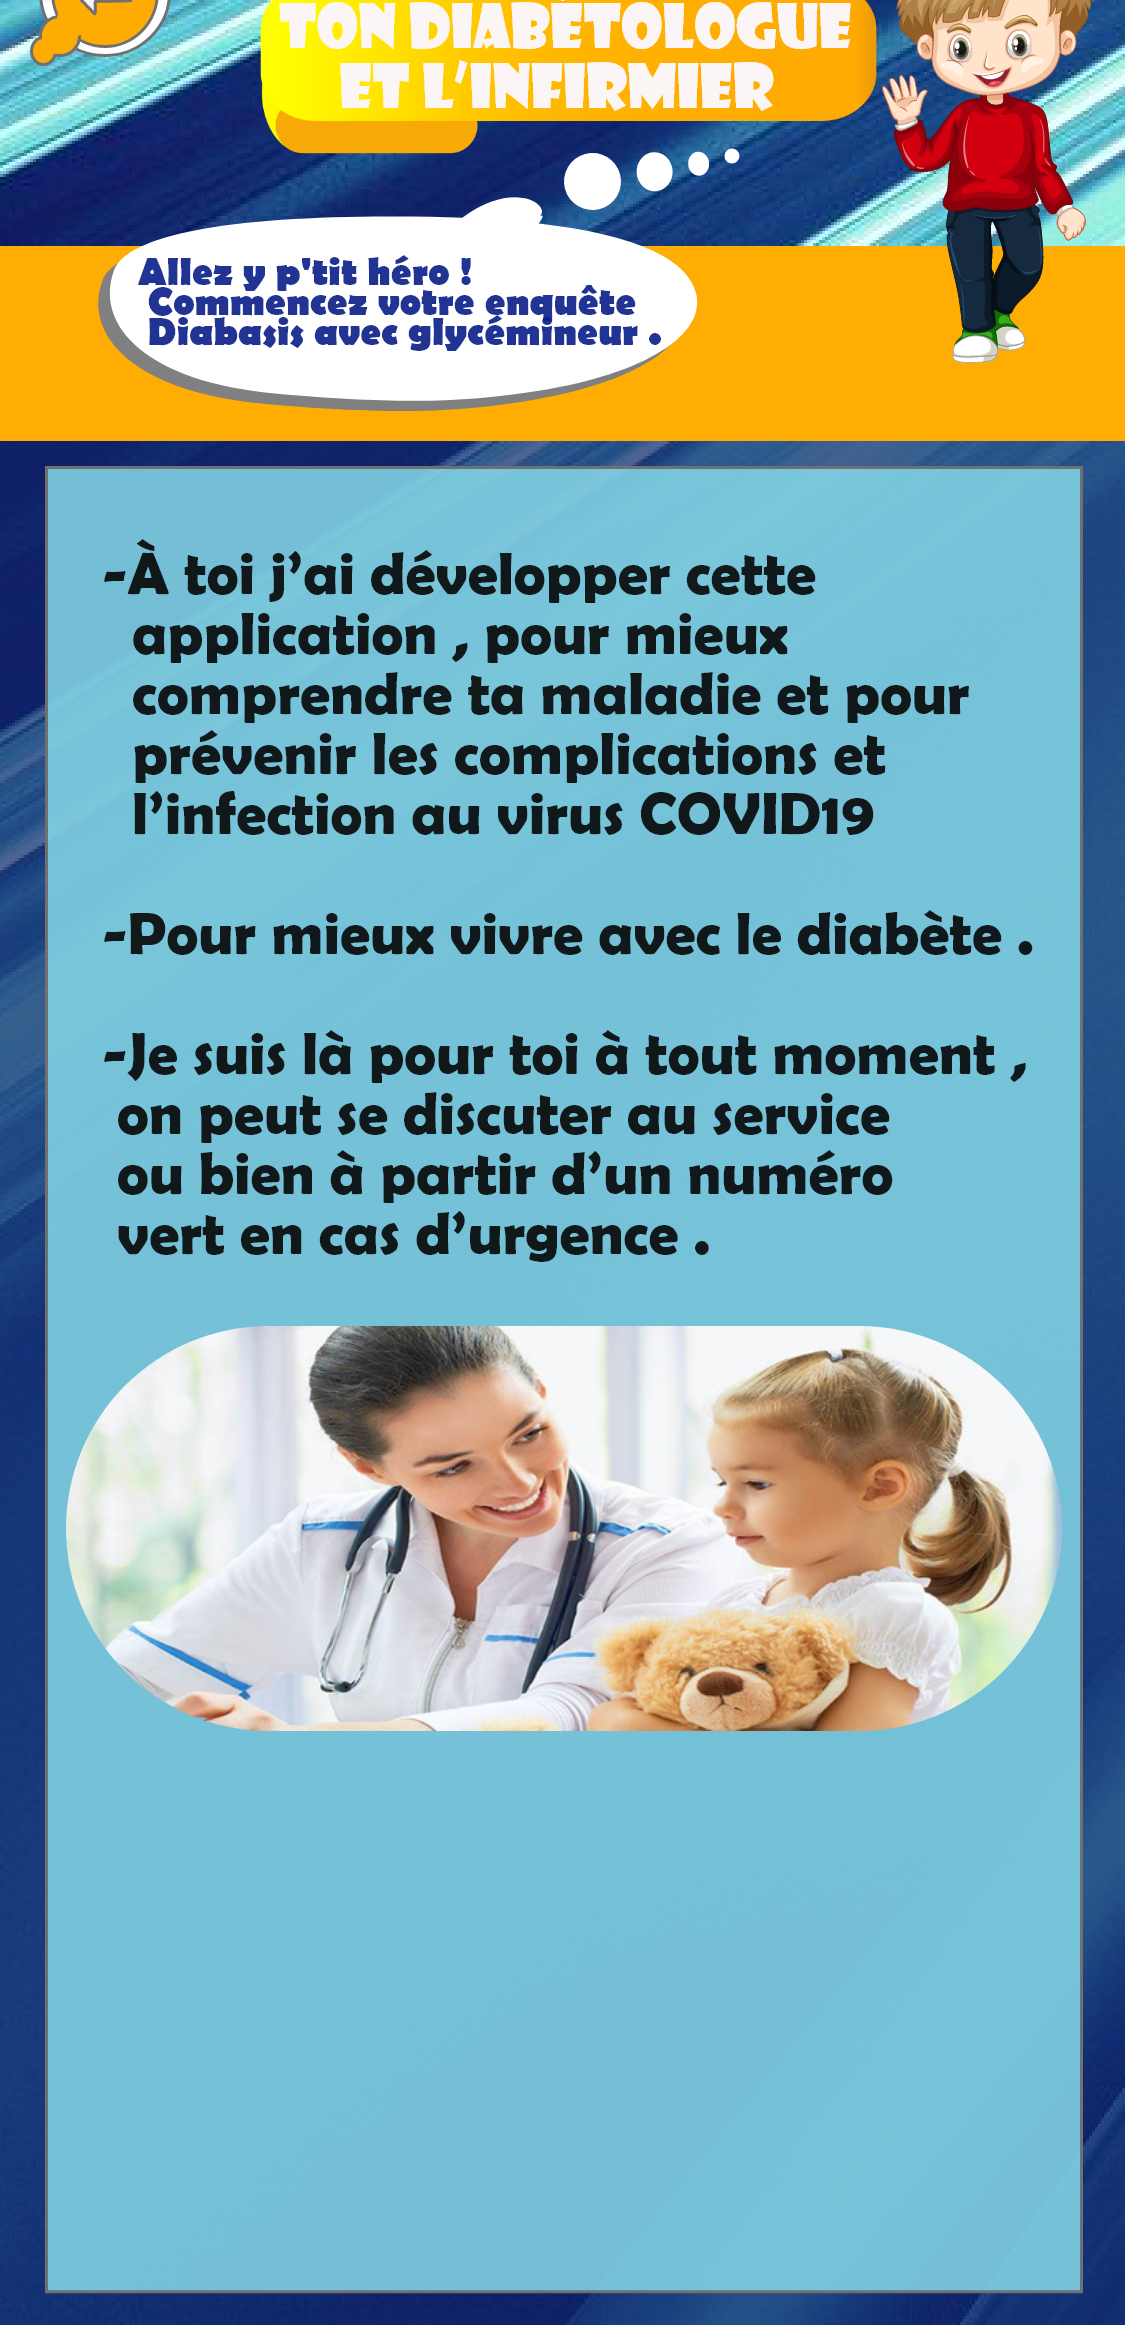 TON DIABÈTOLOGUE
ET L'INFIRMIER
Allez y p'tit héro !
Commencez votre enquête
Diabasis avec glycémineur .
-À toi j’ai développer cette
application , pour mieux
comprendre ta maladie et pour
prévenir les complications et
l’infection au virus COVID19
-Pour mieux vivre avec le diabète .
-Je suis là pour toi à tout moment ,
on peut se discuter au service
ou bien à partir d’un numéro
vert en cas d’urgence .